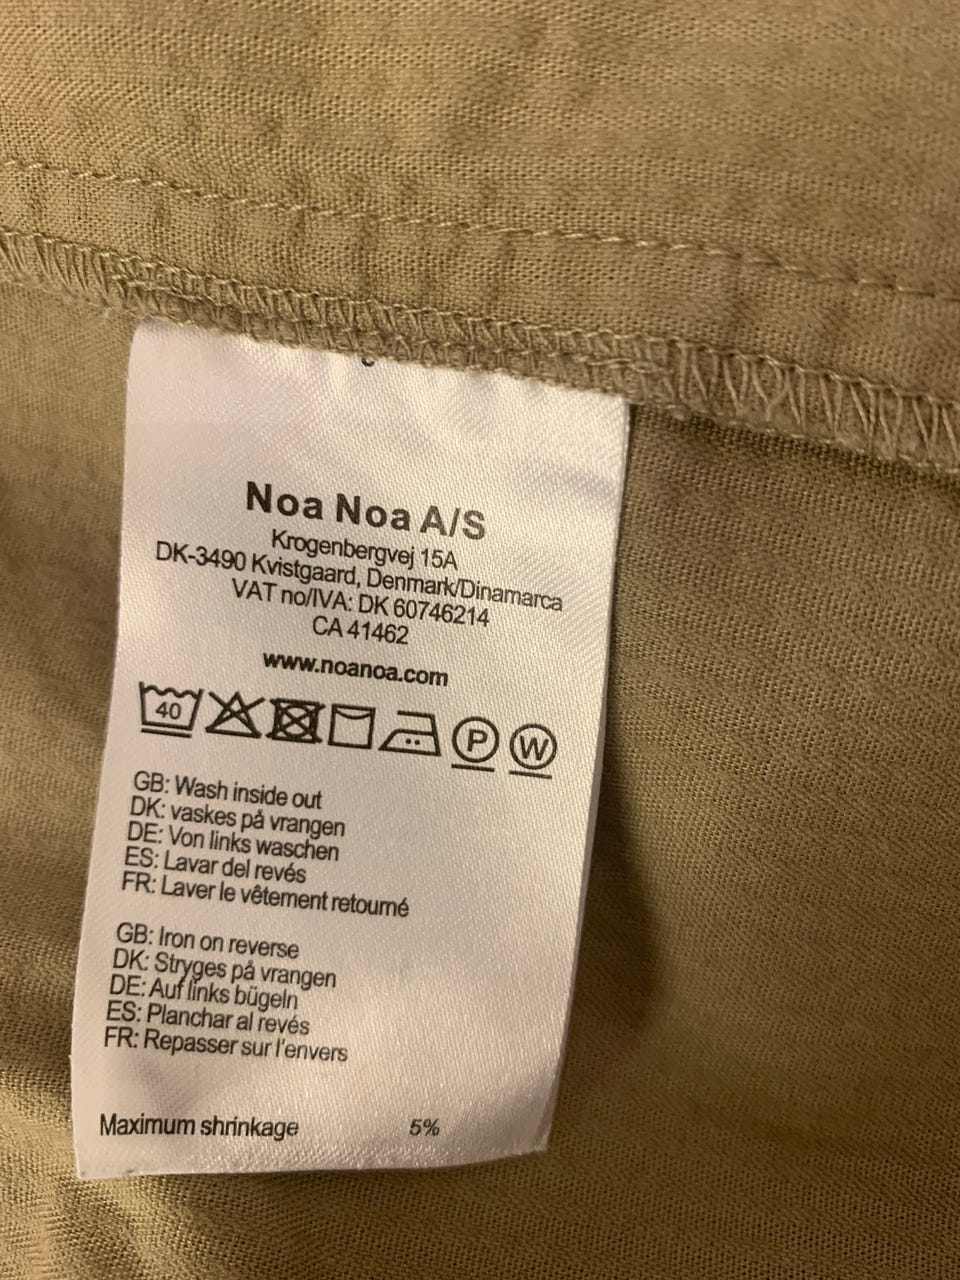 Noa Noa A/S
Krogenbergvej 15A
DK-3490 Kvistgaard, Denmark/Dinamarca
VAT no/IVA: DK 60746214
CA 41462
www.noanoa.com
40 P W
GB: Wash inside out
DK: vaskes på vrangen
DE: Von links waschen
ES: Lavar del revés
FR: Laver le vêtement retourné
GB: Iron on reverse
DK: Stryges på vrangen
DE: Auf links bügeln
ES: Planchar al revés
FR: Repasser sur l'envers
Maximum shrinkage 5%